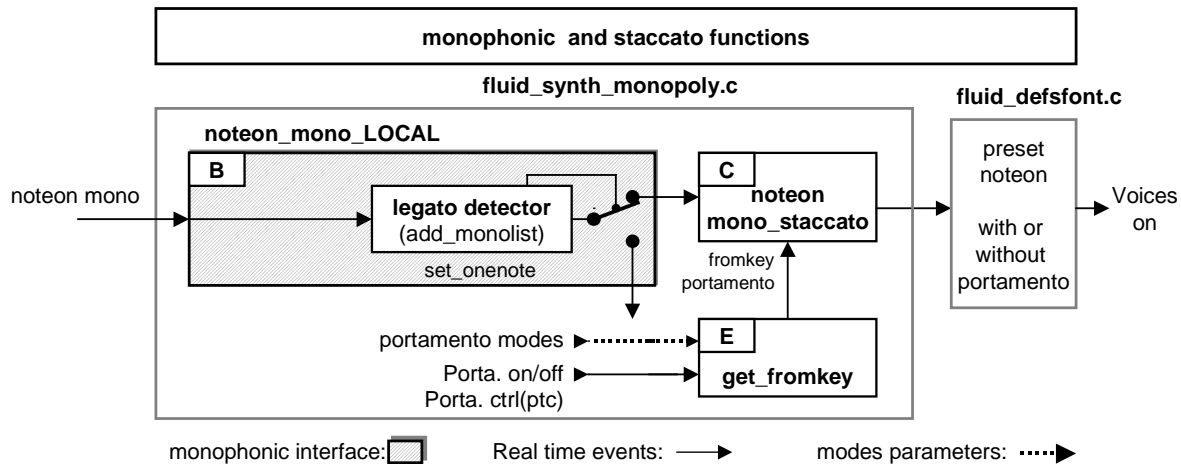 monophonic and staccato functions
fluid_synth_monopoly.c
fluid_defsfont.c
noteon_mono_LOCAL
B
noteon mono
legato detector
(add_monolist)
set_onenote
C
noteon
mono_staccato
fromkey
portamento
preset
noteon
with or
without
portamento
Voices
on
portamento modes
Porta. on/off
Porta. ctrl(ptc)
E
get_fromkey
monophonic interface:
Real time events:
modes parameters: